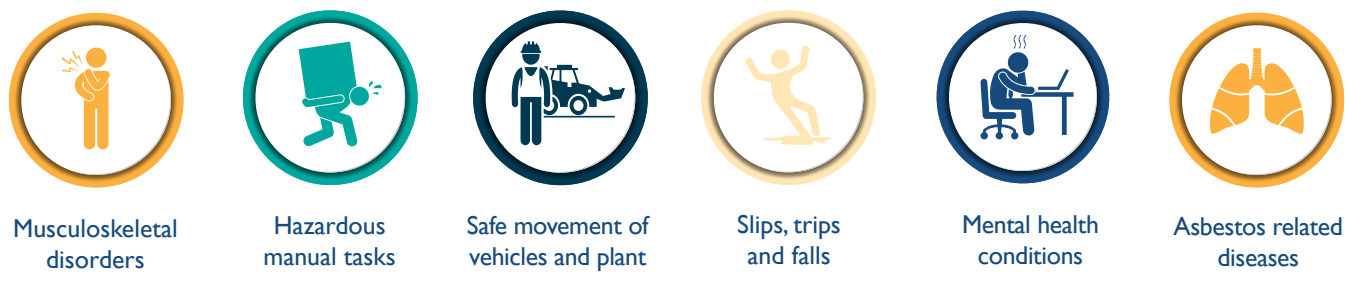 Musculoskeletal
disorders
Hazardous
manual tasks
Safe movement of
vehicles and plant
Slips, trips
and falls
Mental health
conditions
Asbestos related
diseases